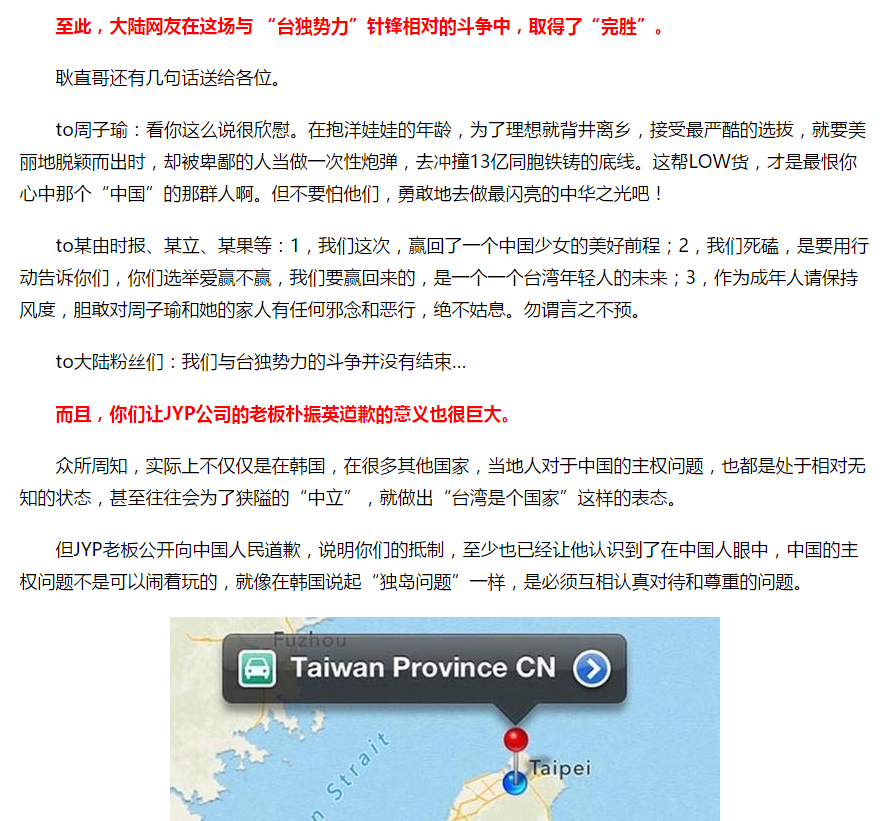 至此，大陆网友在这场与 “台独势力”针锋相对的斗争中，取得了“完胜”。
耿直哥还有几句话送给各位。
to周子瑜：看你这么说很欣慰。在抱洋娃娃的年龄，为了理想就背井离乡，接受最严酷的选拔，就要美
丽地脱颖而出时，却被卑鄙的人当做一次性炮弹，去冲撞13亿同胞铁铸的底线。这帮LOW货，才是最恨你
心中那个“中国”的那群人啊。但不要怕他们，勇敢地去做最闪亮的中华之光吧！
to某由时报、某立、某果等：1，我们这次，赢回了一个中国少女的美好前程；2，我们死磕，是要用行
动告诉你们，你们选举爱赢不赢，我们要赢回来的，是一个一个台湾年轻人的未来；3，作为成年人请保持
风度，胆敢对周子瑜和她的家人有任何邪念和恶行，绝不姑息。勿谓言之不预。
to大陆粉丝们：我们与台独势力的斗争并没有结束...
而且，你们让JYP公司的老板朴振英道歉的意义也很巨大。
众所周知，实际上不仅仅是在韩国，在很多其他国家，当地人对于中国的主权问题，也都是处于相对无
知的状态，甚至往往会为了狭隘的“中立”，就做出“台湾是个国家”这样的表态。
但JYP老板公开向中国人民道歉，说明你们的抵制，至少也已经让他认识到了在中国人眼中，中国的主
权问题不是可以闹着玩的，就像在韩国说起“独岛问题”一样，是必须互相认真对待和尊重的问题。
Fuzhou
Taiwan Province CN
Taipei
n Strait